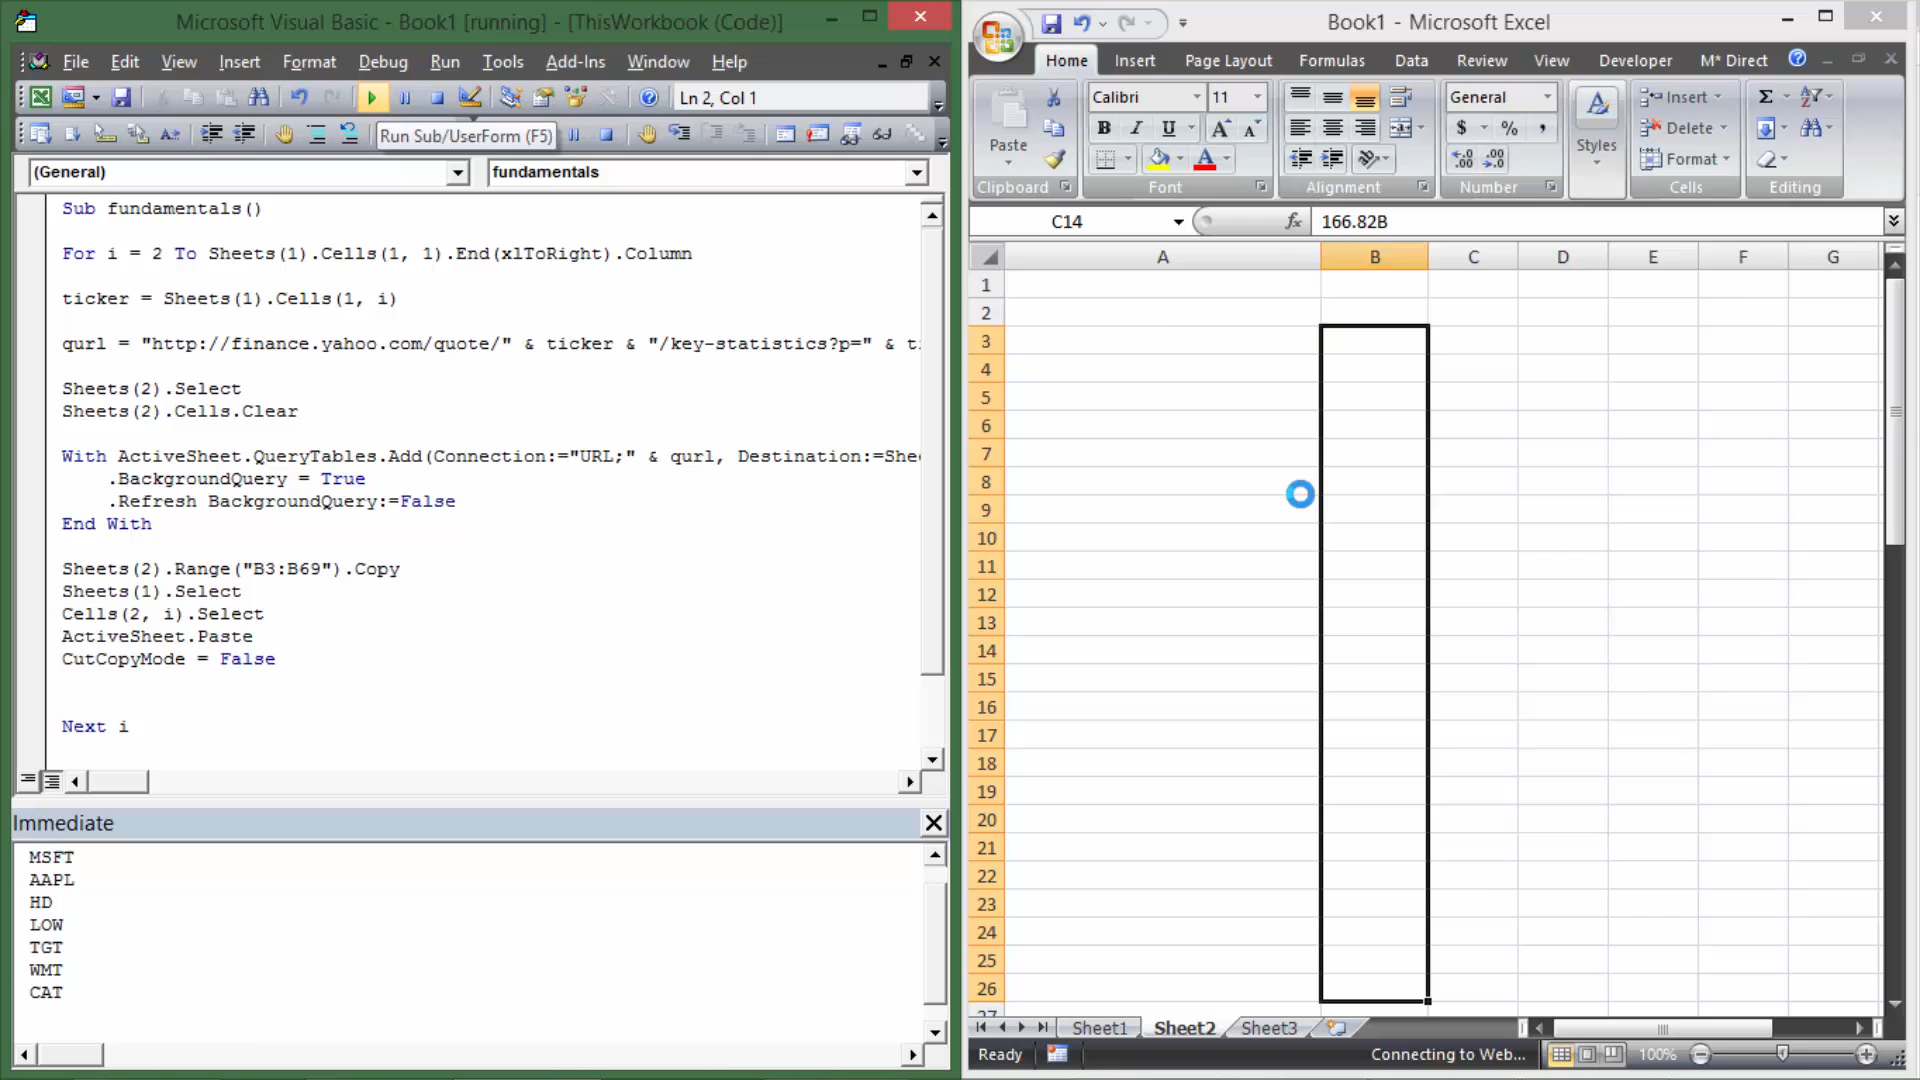 Microsoft Visual Basic - Book1 [running] - [ThisWorkbook (Code)]
File Edit View Insert Format Debug Run Tools Add-Ins Window Help
Ln 2, Col 1
Run Sub/UserForm (F5)
(General)
fundamentals
Sub fundamentals()
For i = 2 To Sheets(1).Cells(1, 1).End(xlToRight).Column
ticker = Sheets(1).Cells(1, i)
qurl = "http://finance.yahoo.com/quote/" & ticker & "/key-statistics?p=" & t
Sheets(2).Select
Sheets(2).Cells.Clear
With ActiveSheet.QueryTables.Add(Connection:="URL;" & qurl, Destination:=She
.BackgroundQuery = True
.Refresh BackgroundQuery:=False
End With
Sheets(2).Range("B3:B69").Copy
Sheets(1).Select
Cells(2, i).Select
ActiveSheet.Paste
CutCopyMode = False
Next i
Immediate
MSFT
AAPL
HD
LOW
TGT
WMT
CAT
Book1 - Microsoft Excel
Home Insert Page Layout Formulas Data Review View Developer M* Direct
Paste
Clipboard
Calibri 11
B I U A A
A
Font
Alignment
General
$ % ,
Number
Styles
Insert
Delete
Format
Cells
Σ
Editing
C14
fx 166.82B
A B C D E F G
1
2
3
4
5
6
7
8
9
10
11
12
13
14
15
16
17
18
19
20
21
22
23
24
25
26
27
Sheet1 Sheet2 Sheet3
Ready
Connecting to Web...
100%